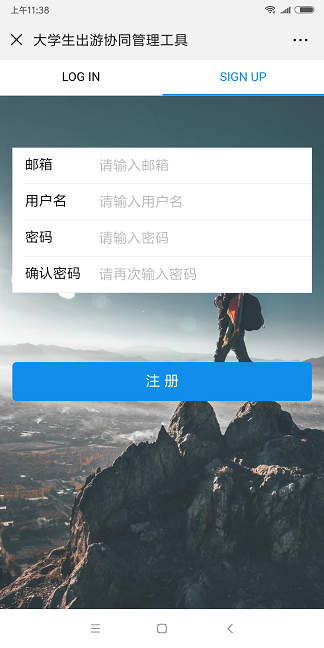 上午11:38
大学生出游协同管理工具
LOG IN
SIGN UP
邮箱 请输入邮箱
用户名 请输入用户名
密码 请输入密码
确认密码 请再次输入密码
注 册